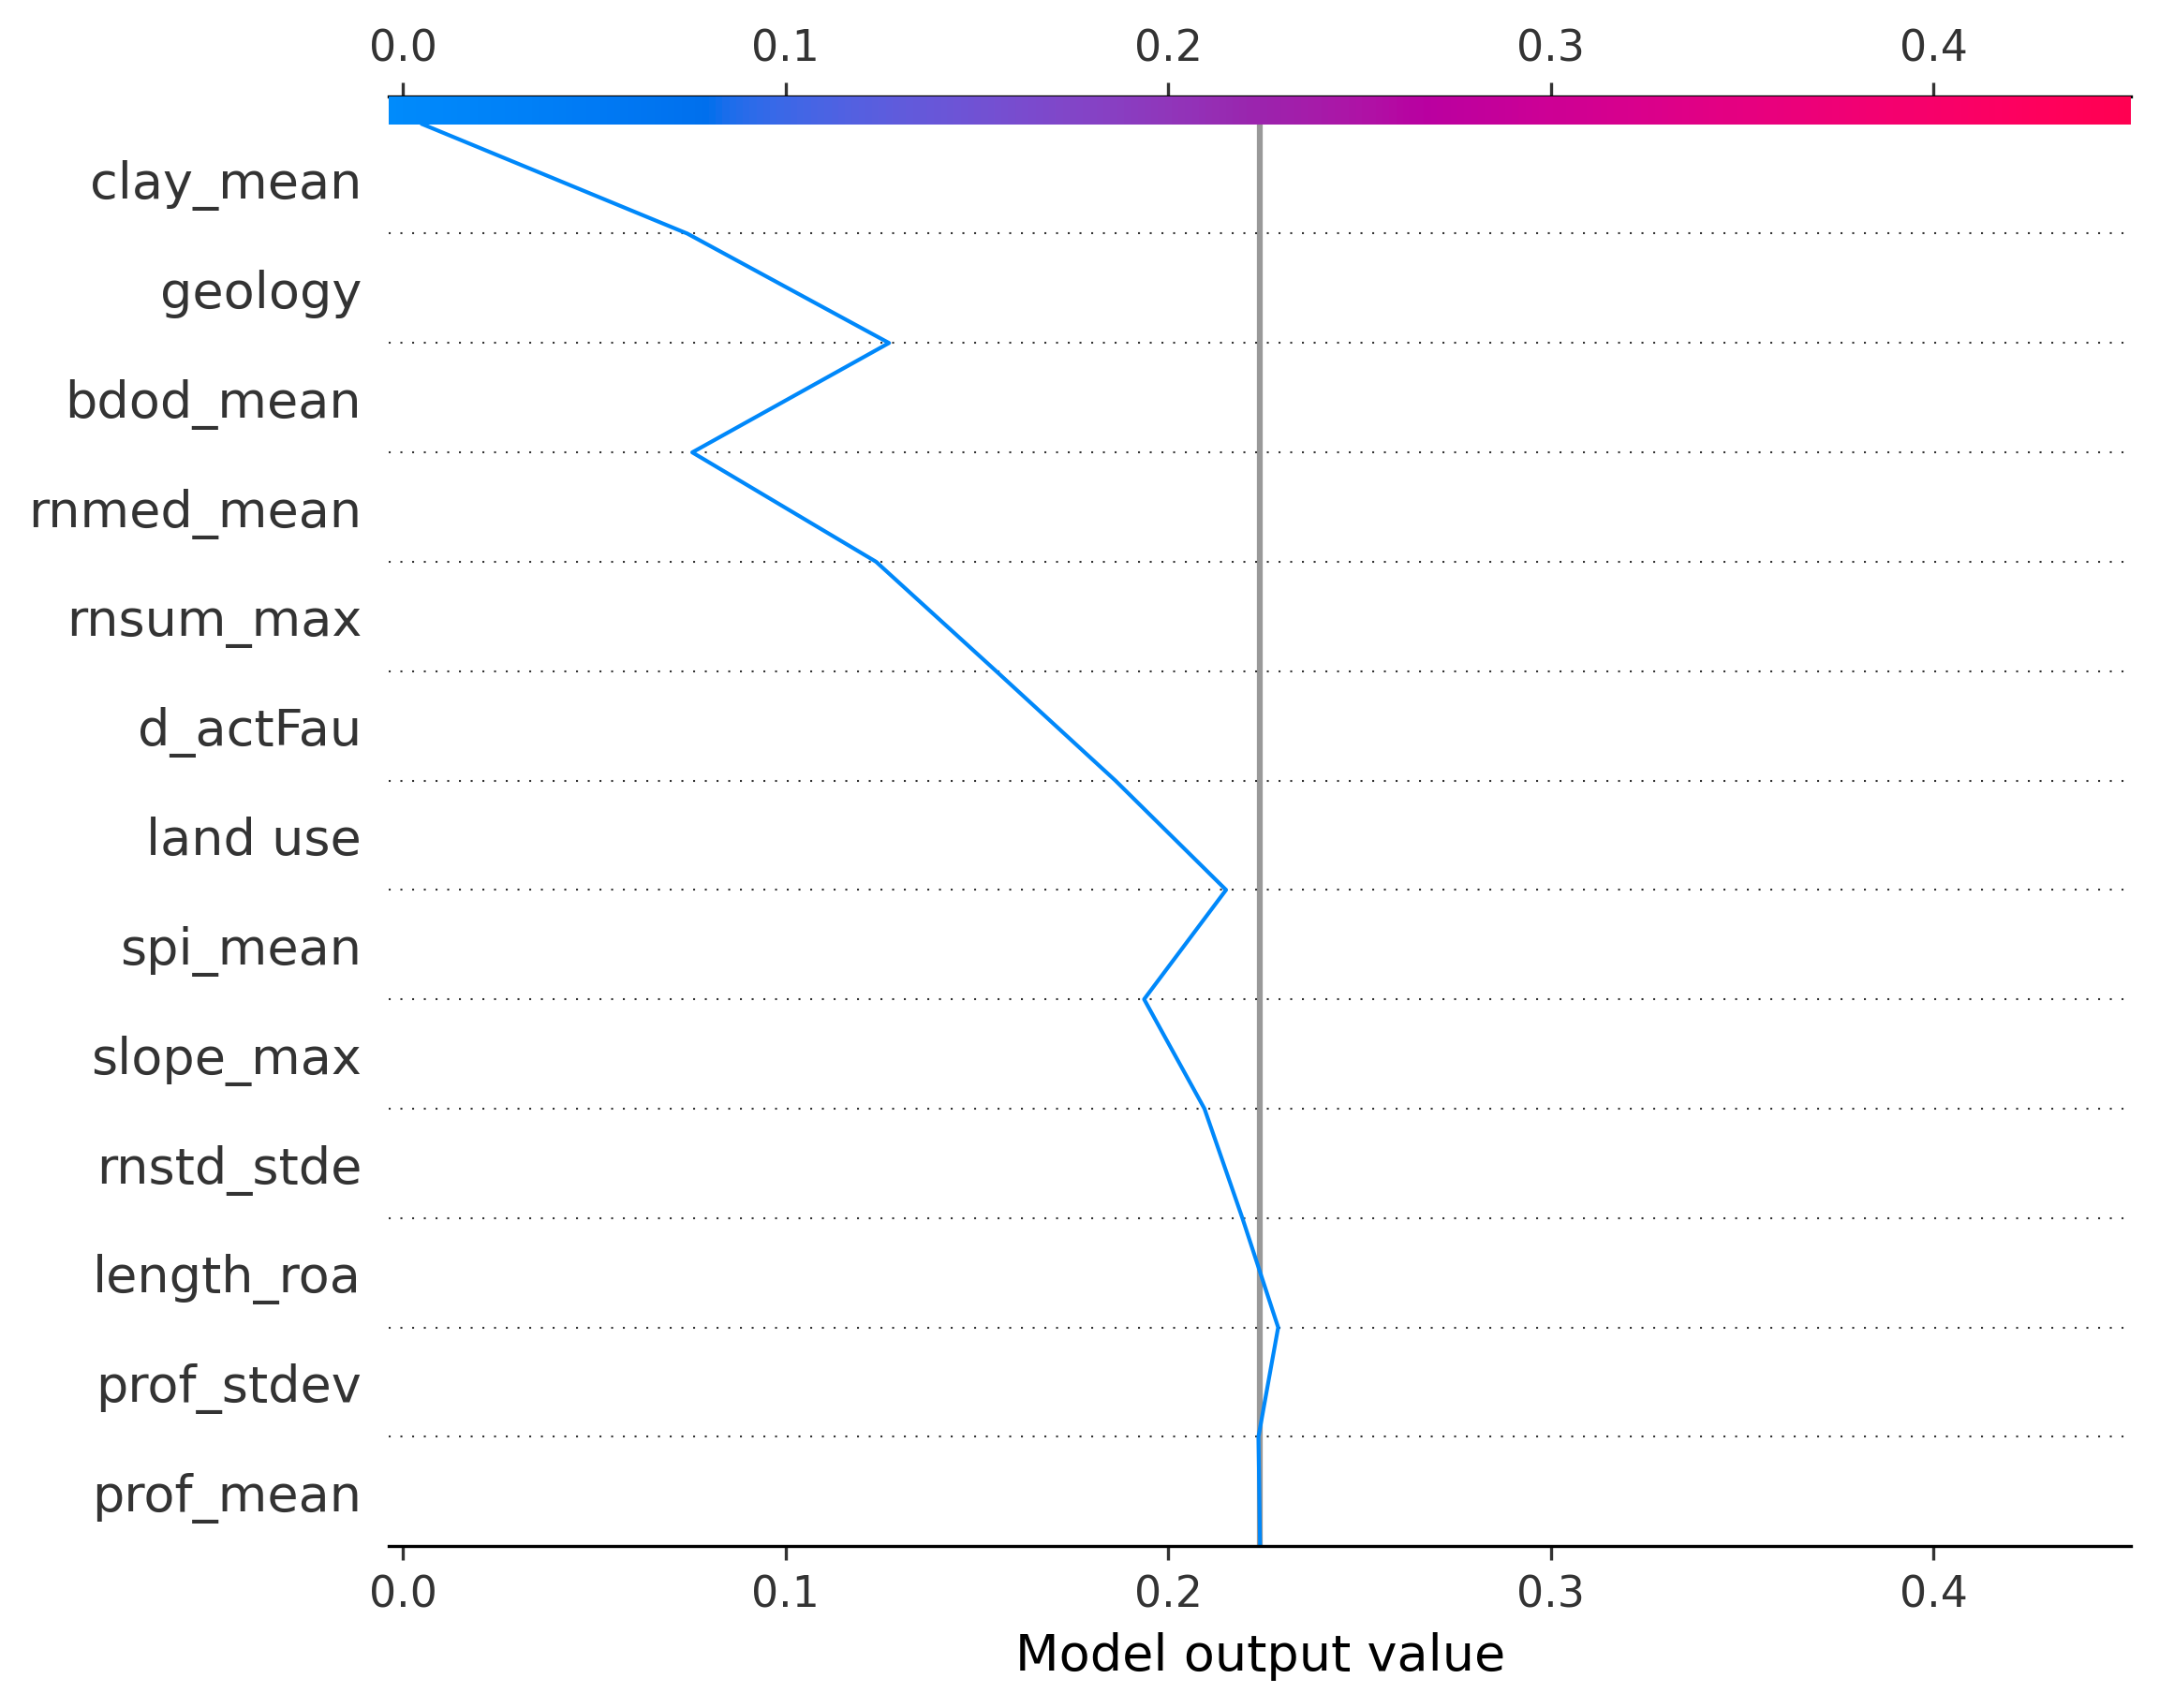 0.0 0.1 0.2 0.3 0.4
clay_mean
geology
bdod_mean
rnmed_mean
rnsum_max
d_actFau
land use
spi_mean
slope_max
rnstd_stde
length_roa
prof_stdev
prof_mean
0.0 0.1 0.2 0.3 0.4
Model output value